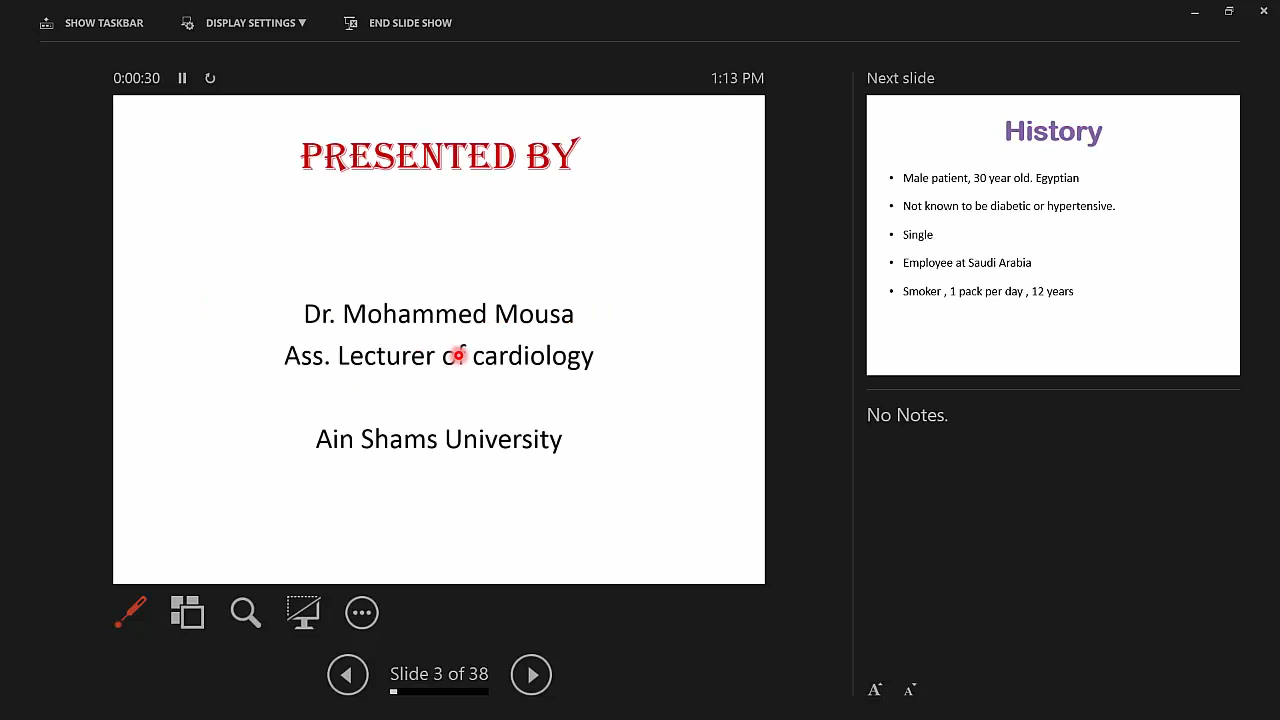 SHOW TASKBAR
DISPLAY SETTINGS ▼
END SLIDE SHOW
0:00:30
1:13 PM
PRESENTED BY
Dr. Mohammed Mousa
Ass. Lecturer of cardiology
Ain Shams University
Slide 3 of 38
Next slide
History
• Male patient, 30 year old. Egyptian
• Not known to be diabetic or hypertensive.
• Single
• Employee at Saudi Arabia
• Smoker , 1 pack per day , 12 years
No Notes.
A A